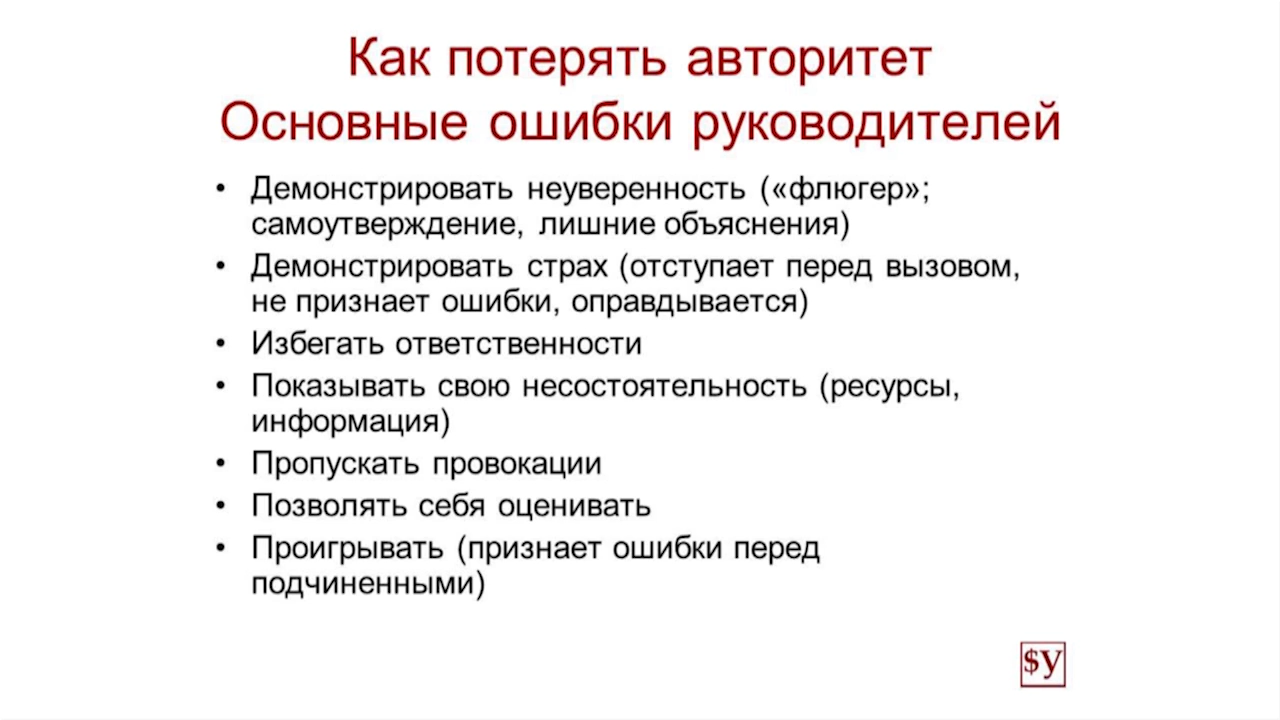 Как потерять авторитет
Основные ошибки руководителей
• Демонстрировать неуверенность («флюгер»;
самоутверждение, лишние объяснения)
• Демонстрировать страх (отступает перед вызовом,
не признает ошибки, оправдывается)
• Избегать ответственности
• Показывать свою несостоятельность (ресурсы,
информация)
• Пропускать провокации
• Позволять себя оценивать
• Проигрывать (признает ошибки перед
подчиненными)
$У